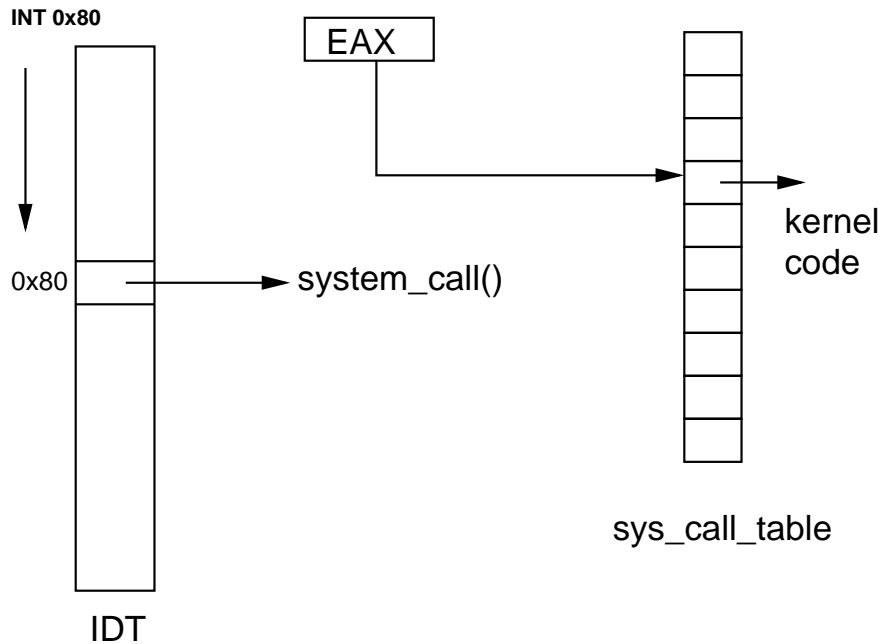 INT 0x80
EAX
kernel
code
0x80
system_call()
sys_call_table
IDT